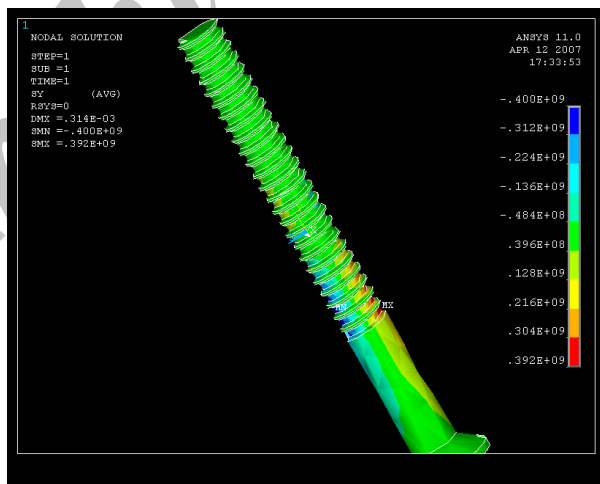 1
NODAL SOLUTION
STEP=1
SUB =1
TIME=1
SY (AVG)
RSYS=0
DMX =.314E-03
SMN =-.400E+09
SMX =.392E+09
ANSYS 11.0
APR 12 2007
17:33:53
-.400E+09
-.312E+09
-.224E+09
-.136E+09
-.484E+08
.396E+08
.128E+09
.216E+09
.304E+09
.392E+09
MN
MX